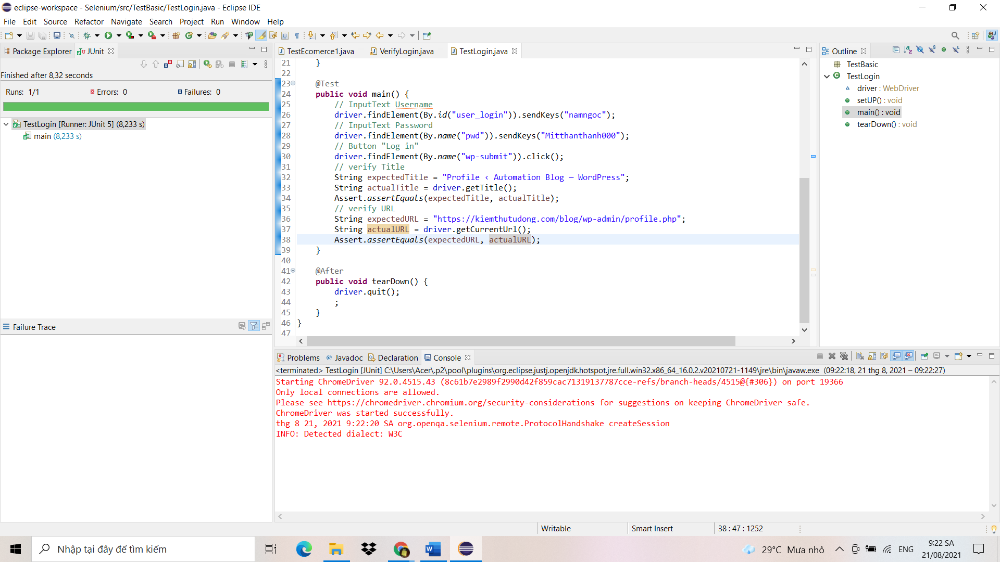 eclipse-workspace - Selenium/src/TestBasic/TestLogin.java - Eclipse IDE
File Edit Source Refactor Navigate Search Project Run Window Help
Package Explorer JUnit
Finished after 8,32 seconds
Runs: 1/1 Errors: 0 Failures: 0
TestLogin [Runner: JUnit 5] (8,233 s)
main (8,233 s)
Failure Trace
TestEcomerce1.java VerifyLogin.java TestLogin.java
21 }
22
23 @Test
24 public void main() {
25 // InputText Username
26 driver.findElement(By.id("user_login")).sendKeys("namngoc");
27 // InputText Password
28 driver.findElement(By.name("pwd")).sendKeys("Mitthanthanh000");
29 // Button "Log in"
30 driver.findElement(By.name("wp-submit")).click();
31 // verify Title
32 String expectedTitle = "Profile ‹ Automation Blog — WordPress";
33 String actualTitle = driver.getTitle();
34 Assert.assertEquals(expectedTitle, actualTitle);
35 // verify URL
36 String expectedURL = "https://kiemthutudong.com/blog/wp-admin/profile.php";
37 String actualURL = driver.getCurrentUrl();
38 Assert.assertEquals(expectedURL, actualURL);
39 }
40
41 @After
42 public void tearDown() {
43 driver.quit();
44 ;
45 }
46 }
47
Outline
TestBasic
TestLogin
driver : WebDriver
setUP() : void
main() : void
tearDown() : void
Problems Javadoc Declaration Console
<terminated> TestLogin [JUnit] C:\Users\Acer\.p2\pool\plugins\org.eclipse.justj.openjdk.hotspot.jre.full.win32.x86_64_16.0.2.v20210721-1149\jre\bin\javaw.exe (09:22:18, 21 thg 8, 2021 – 09:22:27)
Starting ChromeDriver 92.0.4515.43 (8c61b7e2989f2990d42f859cac71319137787cce-refs/branch-heads/4515@{#306}) on port 19366
Only local connections are allowed.
Please see https://chromedriver.chromium.org/security-considerations for suggestions on keeping ChromeDriver safe.
ChromeDriver was started successfully.
thg 8 21, 2021 9:22:20 SA org.openqa.selenium.remote.ProtocolHandshake createSession
INFO: Detected dialect: W3C
Writable Smart Insert 38 : 47 : 1252
Nhập tại đây để tìm kiếm
29°C Mưa nhỏ ENG
9:22 SA
21/08/2021